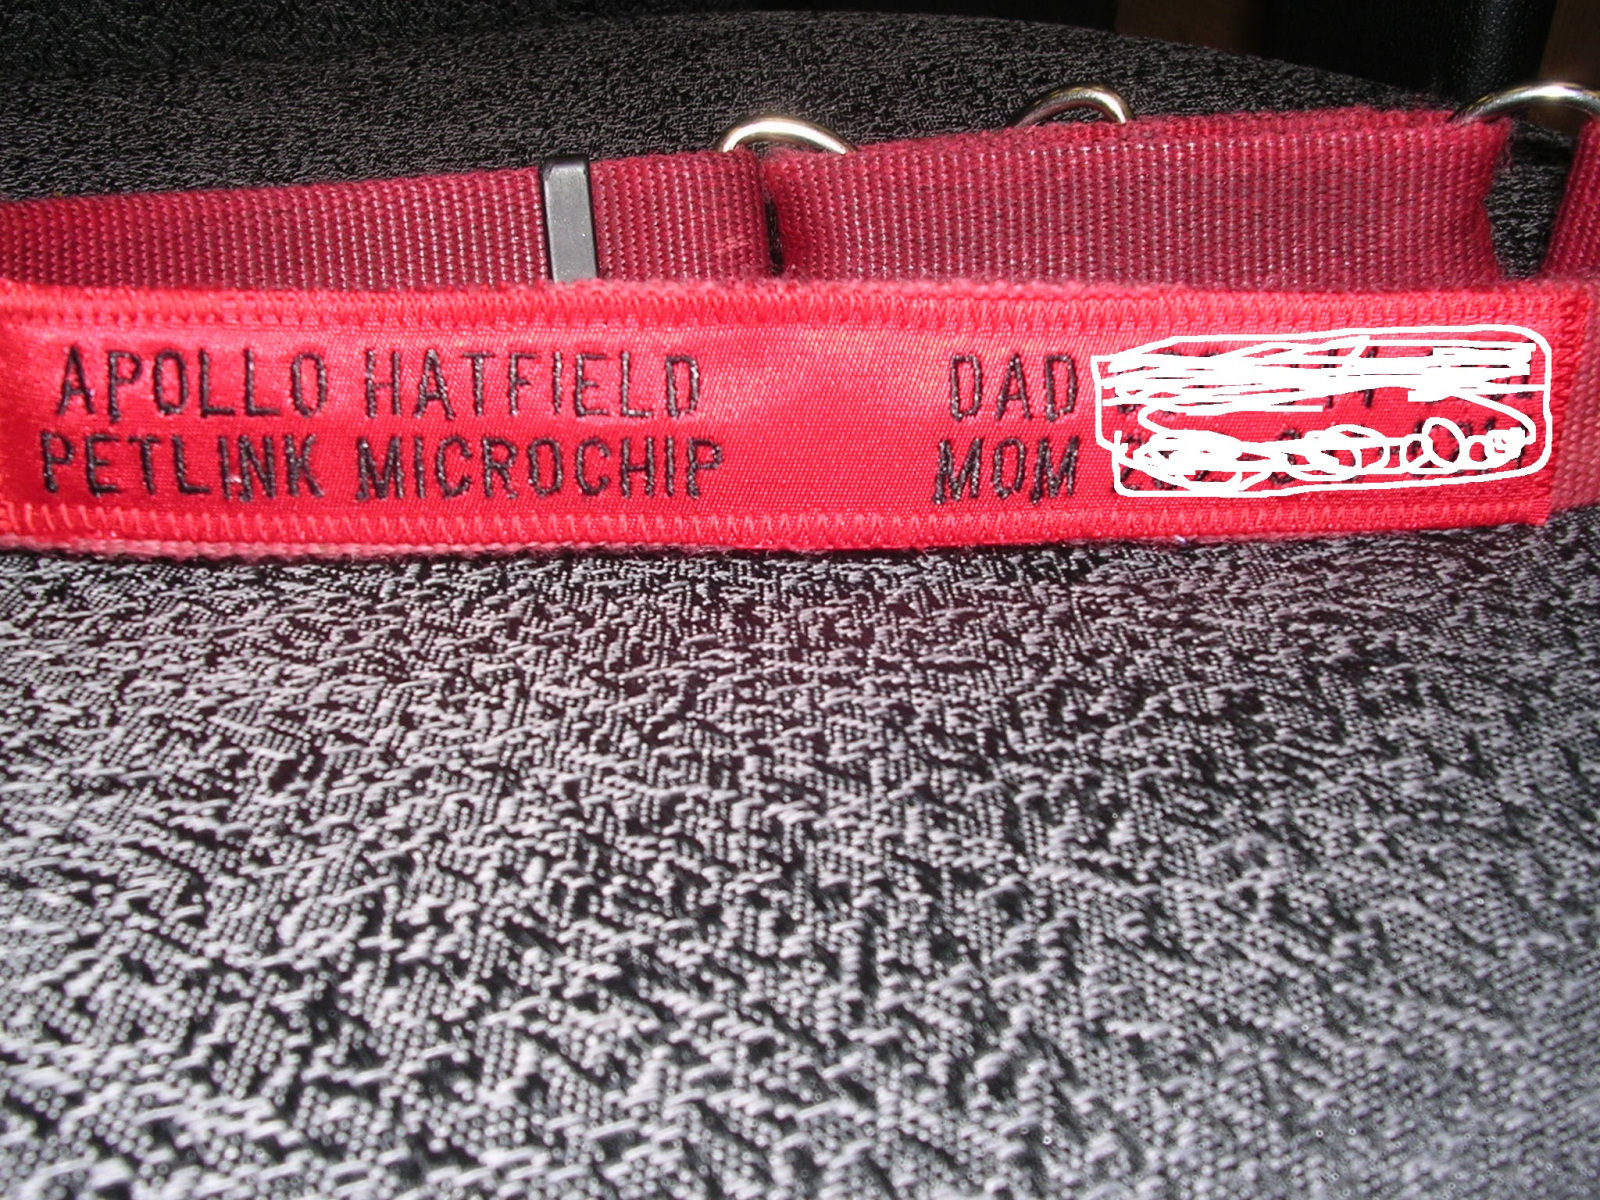 APOLLO HATFIELD DAD
PETLINK MICROCHIP MOM